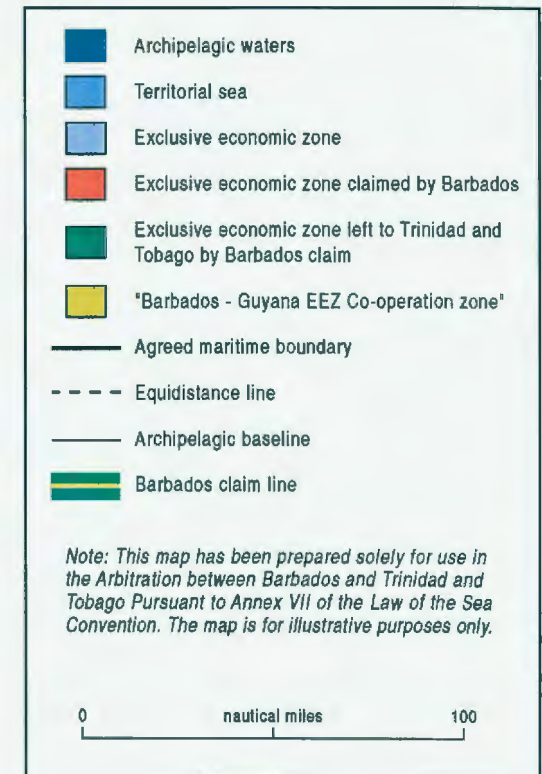 Archipelagic waters
Territorial sea
Exclusive economic zone
Exclusive economic zone claimed by Barbados
Exclusive economic zone left to Trinidad and
Tobago by Barbados claim
"Barbados - Guyana EEZ Co-operation zone"
Agreed maritime boundary
Equidistance line
Archipelagic baseline
Barbados claim line
Note: This map has been prepared solely for use in
the Arbitration between Barbados and Trinidad and
Tobago Pursuant to Annex VII of the Law of the Sea
Convention. The map is for illustrative purposes only.
0 nautical miles 100